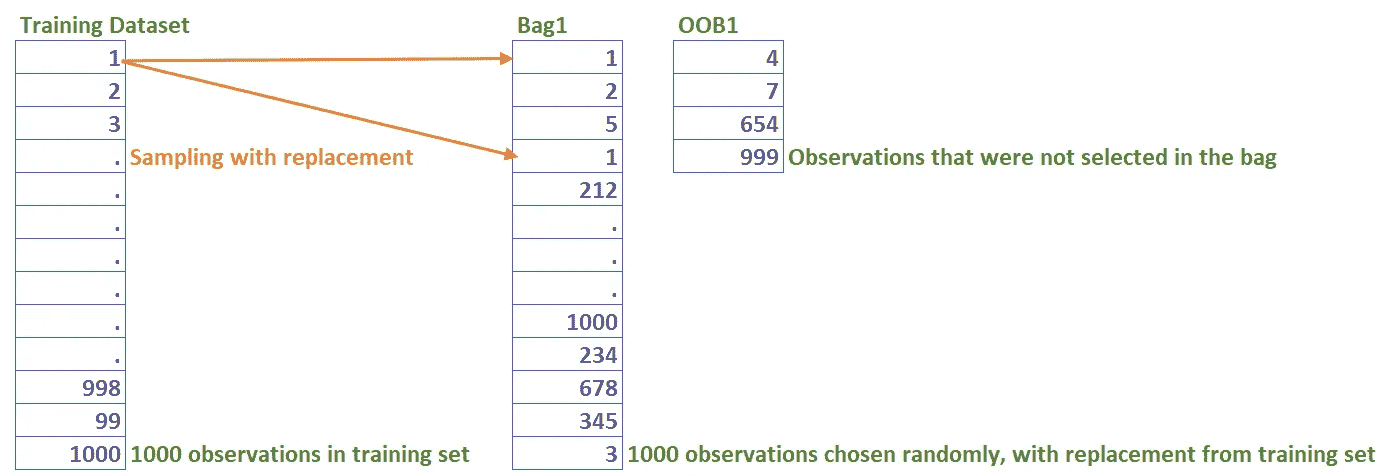 Training Dataset Bag1 OOB1
1 1 4
2 2 7
3 5 654
. Sampling with replacement 1 999 Observations that were not selected in the bag
. 212
. .
. .
. .
. 1000
. 234
998 678
99 345
1000 1000 observations in training set 3 1000 observations chosen randomly, with replacement from training set